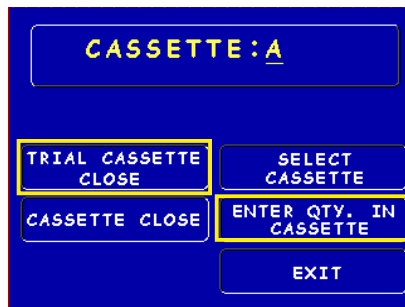 CASSETTE:A
TRIAL CASSETTE
CLOSE
SELECT
CASSETTE
CASSETTE CLOSE
ENTER QTY. IN
CASSETTE
EXIT